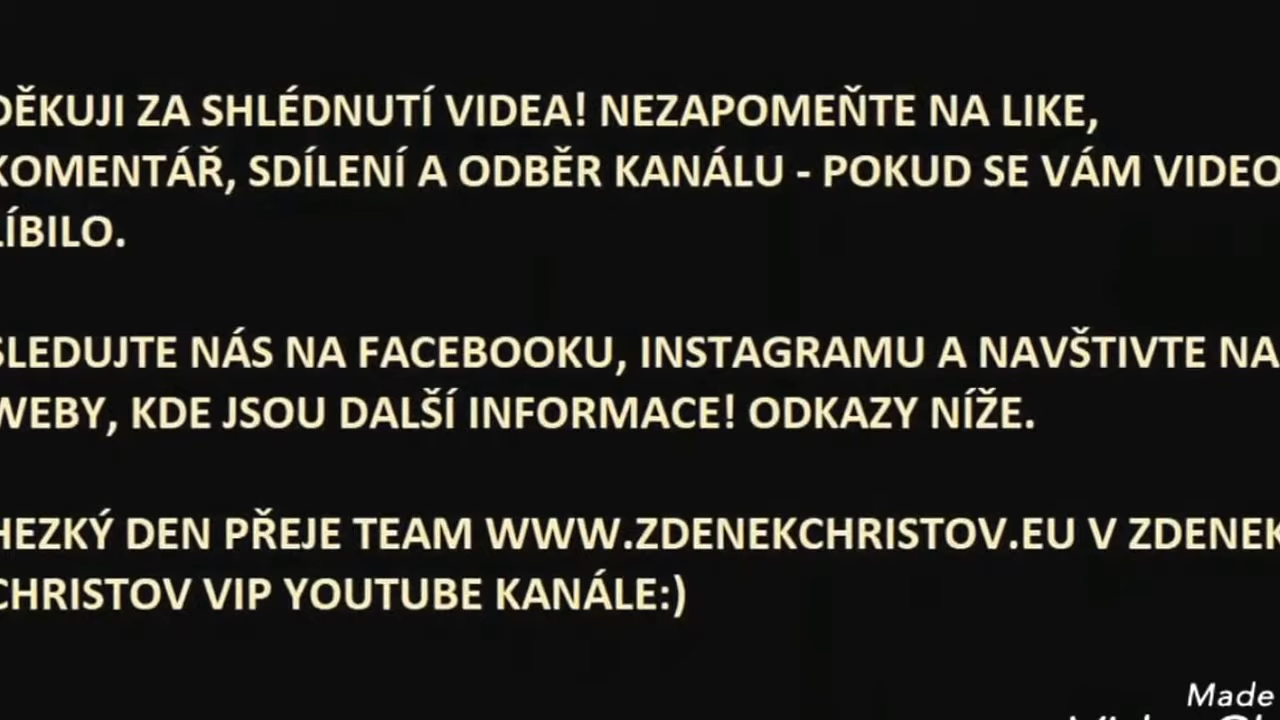 DĚKUJI ZA SHLÉDNUTÍ VIDEA! NEZAPOMEŇTE NA LIKE,
KOMENTÁŘ, SDÍLENÍ A ODBĚR KANÁLU - POKUD SE VÁM VIDEO
LÍBILO.
SLEDUJTE NÁS NA FACEBOOKU, INSTAGRAMU A NAVŠTIVTE NA
WEBY, KDE JSOU DALŠÍ INFORMACE! ODKAZY NÍŽE.
HEZKÝ DEN PŘEJE TEAM WWW.ZDENEKCHRISTOV.EU V ZDENEK
CHRISTOV VIP YOUTUBE KANÁLE:)
Made